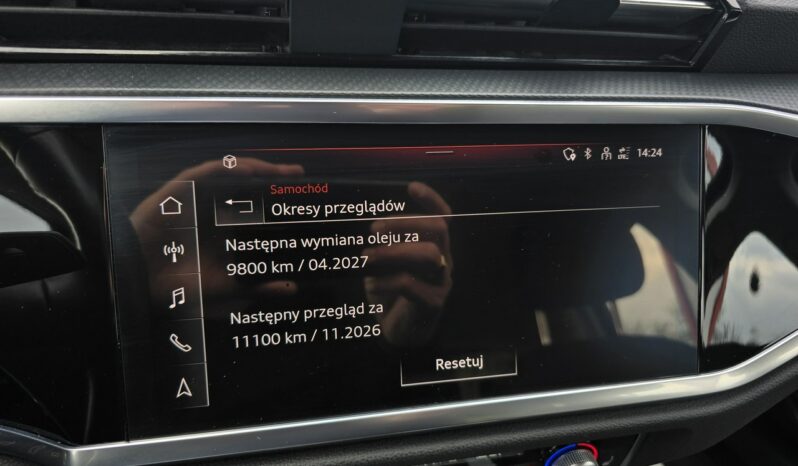 14:24
Samochód
Okresy przeglądów
Następna wymiana oleju za
9800 km / 04.2027
Następny przegląd za
11100 km / 11.2026
Resetuj